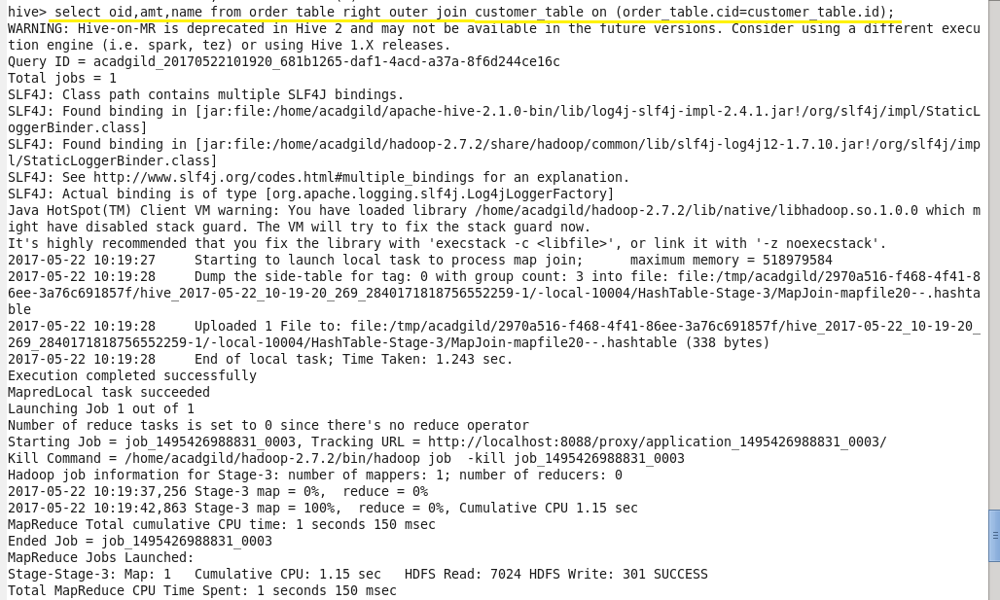 hive> select oid,amt,name from order_table right outer join customer_table on (order_table.cid=customer_table.id);
WARNING: Hive-on-MR is deprecated in Hive 2 and may not be available in the future versions. Consider using a different execu
tion engine (i.e. spark, tez) or using Hive 1.X releases.
Query ID = acadgild_20170522101920_681b1265-daf1-4acd-a37a-8f6d244ce16c
Total jobs = 1
SLF4J: Class path contains multiple SLF4J bindings.
SLF4J: Found binding in [jar:file:/home/acadgild/apache-hive-2.1.0-bin/lib/log4j-slf4j-impl-2.4.1.jar!/org/slf4j/impl/StaticL
oggerBinder.class]
SLF4J: Found binding in [jar:file:/home/acadgild/hadoop-2.7.2/share/hadoop/common/lib/slf4j-log4j12-1.7.10.jar!/org/slf4j/imp
l/StaticLoggerBinder.class]
SLF4J: See http://www.slf4j.org/codes.html#multiple_bindings for an explanation.
SLF4J: Actual binding is of type [org.apache.logging.slf4j.Log4jLoggerFactory]
Java HotSpot(TM) Client VM warning: You have loaded library /home/acadgild/hadoop-2.7.2/lib/native/libhadoop.so.1.0.0 which m
ight have disabled stack guard. The VM will try to fix the stack guard now.
It's highly recommended that you fix the library with 'execstack -c <libfile>', or link it with '-z noexecstack'.
2017-05-22 10:19:27     Starting to launch local task to process map join;      maximum memory = 518979584
2017-05-22 10:19:28     Dump the side-table for tag: 0 with group count: 3 into file: file:/tmp/acadgild/2970a516-f468-4f41-8
6ee-3a76c691857f/hive_2017-05-22_10-19-20_269_2840171818756552259-1/-local-10004/HashTable-Stage-3/MapJoin-mapfile20--.hashta
ble
2017-05-22 10:19:28     Uploaded 1 File to: file:/tmp/acadgild/2970a516-f468-4f41-86ee-3a76c691857f/hive_2017-05-22_10-19-20_
269_2840171818756552259-1/-local-10004/HashTable-Stage-3/MapJoin-mapfile20--.hashtable (338 bytes)
2017-05-22 10:19:28     End of local task; Time Taken: 1.243 sec.
Execution completed successfully
MapredLocal task succeeded
Launching Job 1 out of 1
Number of reduce tasks is set to 0 since there's no reduce operator
Starting Job = job_1495426988831_0003, Tracking URL = http://localhost:8088/proxy/application_1495426988831_0003/
Kill Command = /home/acadgild/hadoop-2.7.2/bin/hadoop job  -kill job_1495426988831_0003
Hadoop job information for Stage-3: number of mappers: 1; number of reducers: 0
2017-05-22 10:19:37,256 Stage-3 map = 0%,  reduce = 0%
2017-05-22 10:19:42,863 Stage-3 map = 100%,  reduce = 0%, Cumulative CPU 1.15 sec
MapReduce Total cumulative CPU time: 1 seconds 150 msec
Ended Job = job_1495426988831_0003
MapReduce Jobs Launched:
Stage-Stage-3: Map: 1   Cumulative CPU: 1.15 sec   HDFS Read: 7024 HDFS Write: 301 SUCCESS
Total MapReduce CPU Time Spent: 1 seconds 150 msec